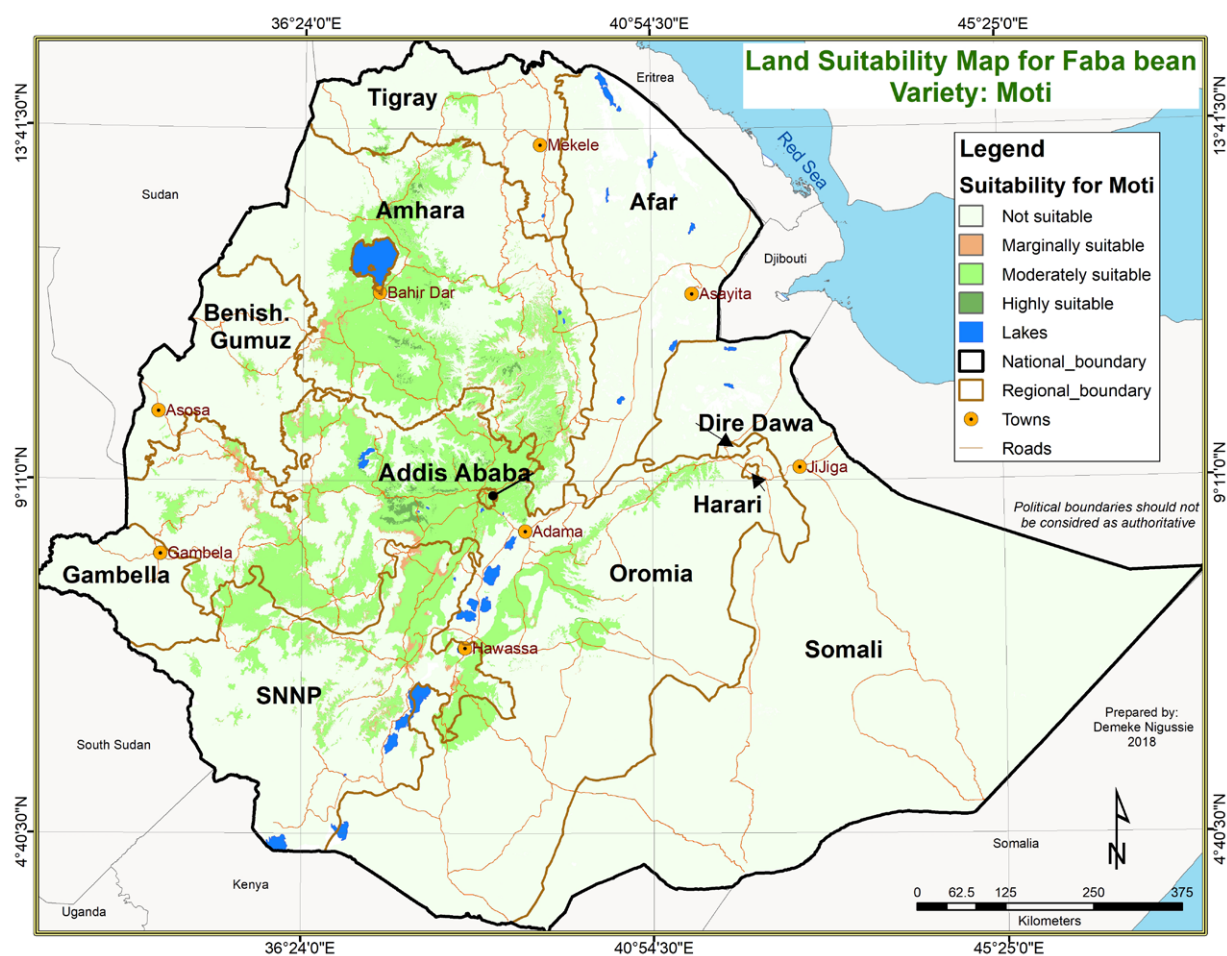 36°24'0"E
40°54'30"E
45°25'0"E
Land Suitability Map for Faba bean
Variety: Moti
Eritrea
Tigray
13°41'30"N
13°41'30"N
Mekele
Red Sea
Legend
Suitability for Moti
Not suitable
Marginally suitable
Moderately suitable
Highly suitable
Lakes
National_boundary
Regional_boundary
Towns
Roads
Sudan
Amhara
Afar
Djibouti
Bahir Dar
Asayita
Benish.
Gumuz
Asosa
Dire Dawa
Addis Ababa
JiJiga
9°11'0"N
9°11'0"N
Harari
Political boundaries should not
be considred as authoritative
Adama
Gambela
Gambella
Oromia
Hawassa
Somali
SNNP
Prepared by:
Demeke Nigussie
2018
South Sudan
4°40'30"N
4°40'30"N
N
Somalia
Kenya
Uganda
0 62.5 125 250 375
Kilometers
36°24'0"E
40°54'30"E
45°25'0"E